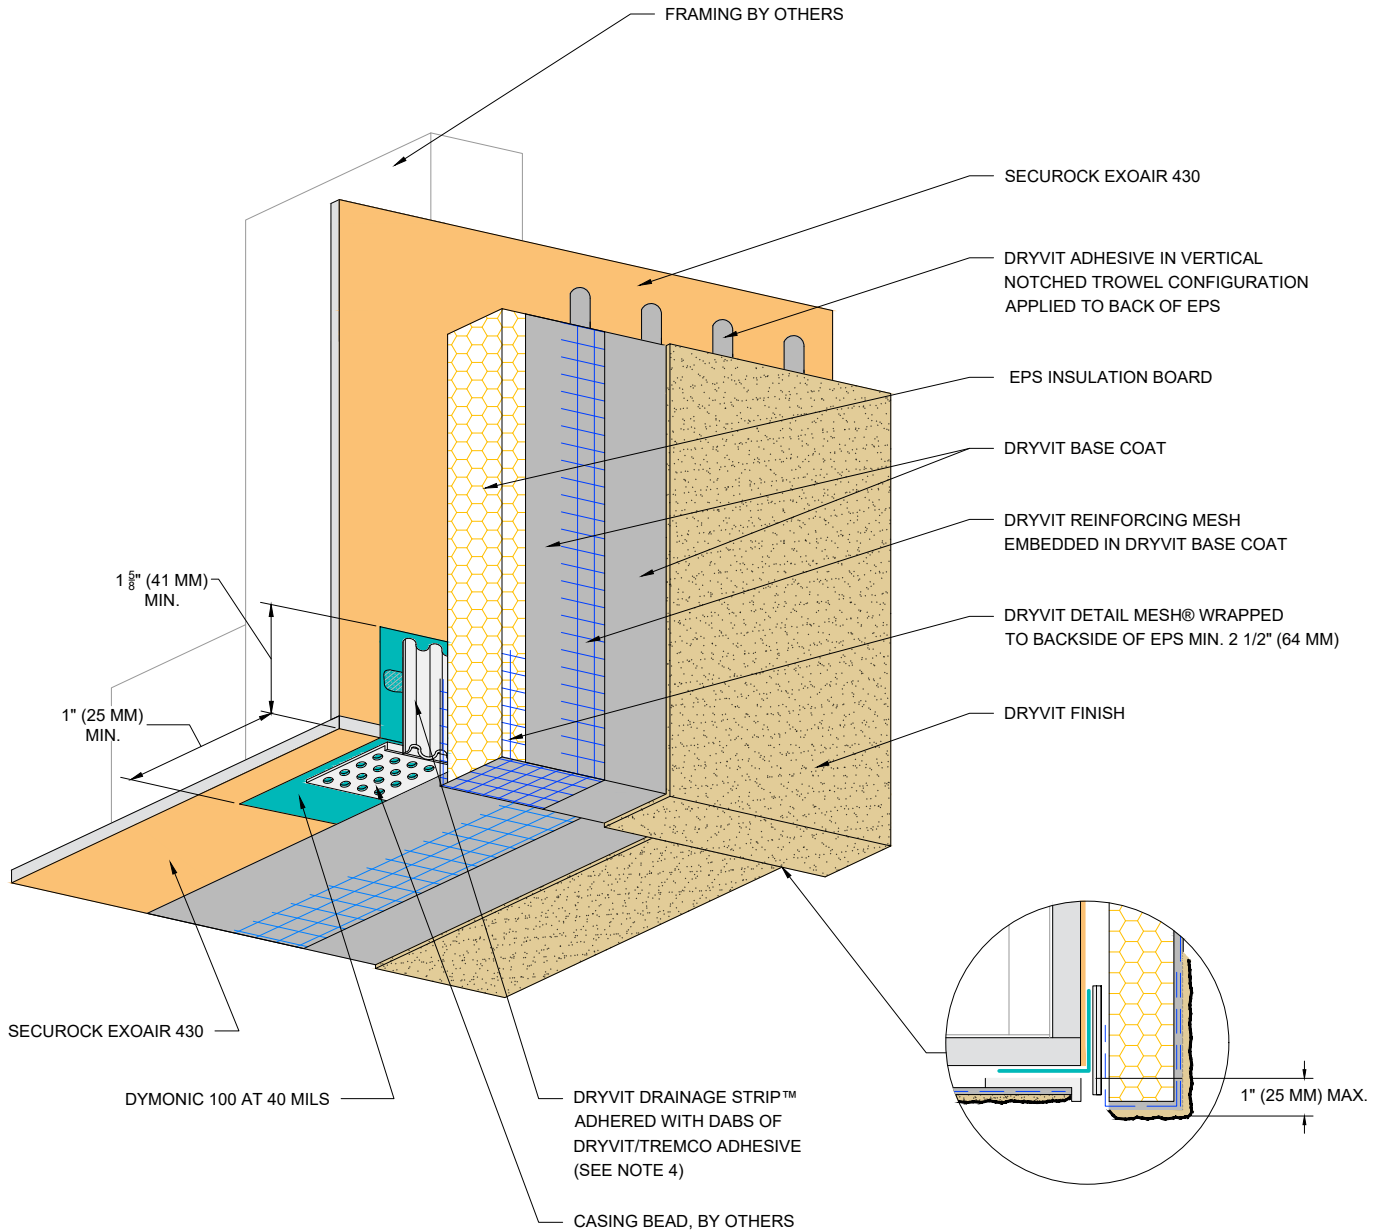 FRAMING BY OTHERS
SECUROCK EXOAIR 430
DRYVIT ADHESIVE IN VERTICAL
NOTCHED TROWEL CONFIGURATION
APPLIED TO BACK OF EPS
EPS INSULATION BOARD
DRYVIT BASE COAT
DRYVIT REINFORCING MESH
EMBEDDED IN DRYVIT BASE COAT
1 5/8" (41 MM)
MIN.
DRYVIT DETAIL MESH® WRAPPED
TO BACKSIDE OF EPS MIN. 2 1/2" (64 MM)
1" (25 MM)
MIN.
DRYVIT FINISH
SECUROCK EXOAIR 430
DYMONIC 100 AT 40 MILS
DRYVIT DRAINAGE STRIP™
ADHERED WITH DABS OF
DRYVIT/TREMCO ADHESIVE
(SEE NOTE 4)
1" (25 MM) MAX.
CASING BEAD, BY OTHERS